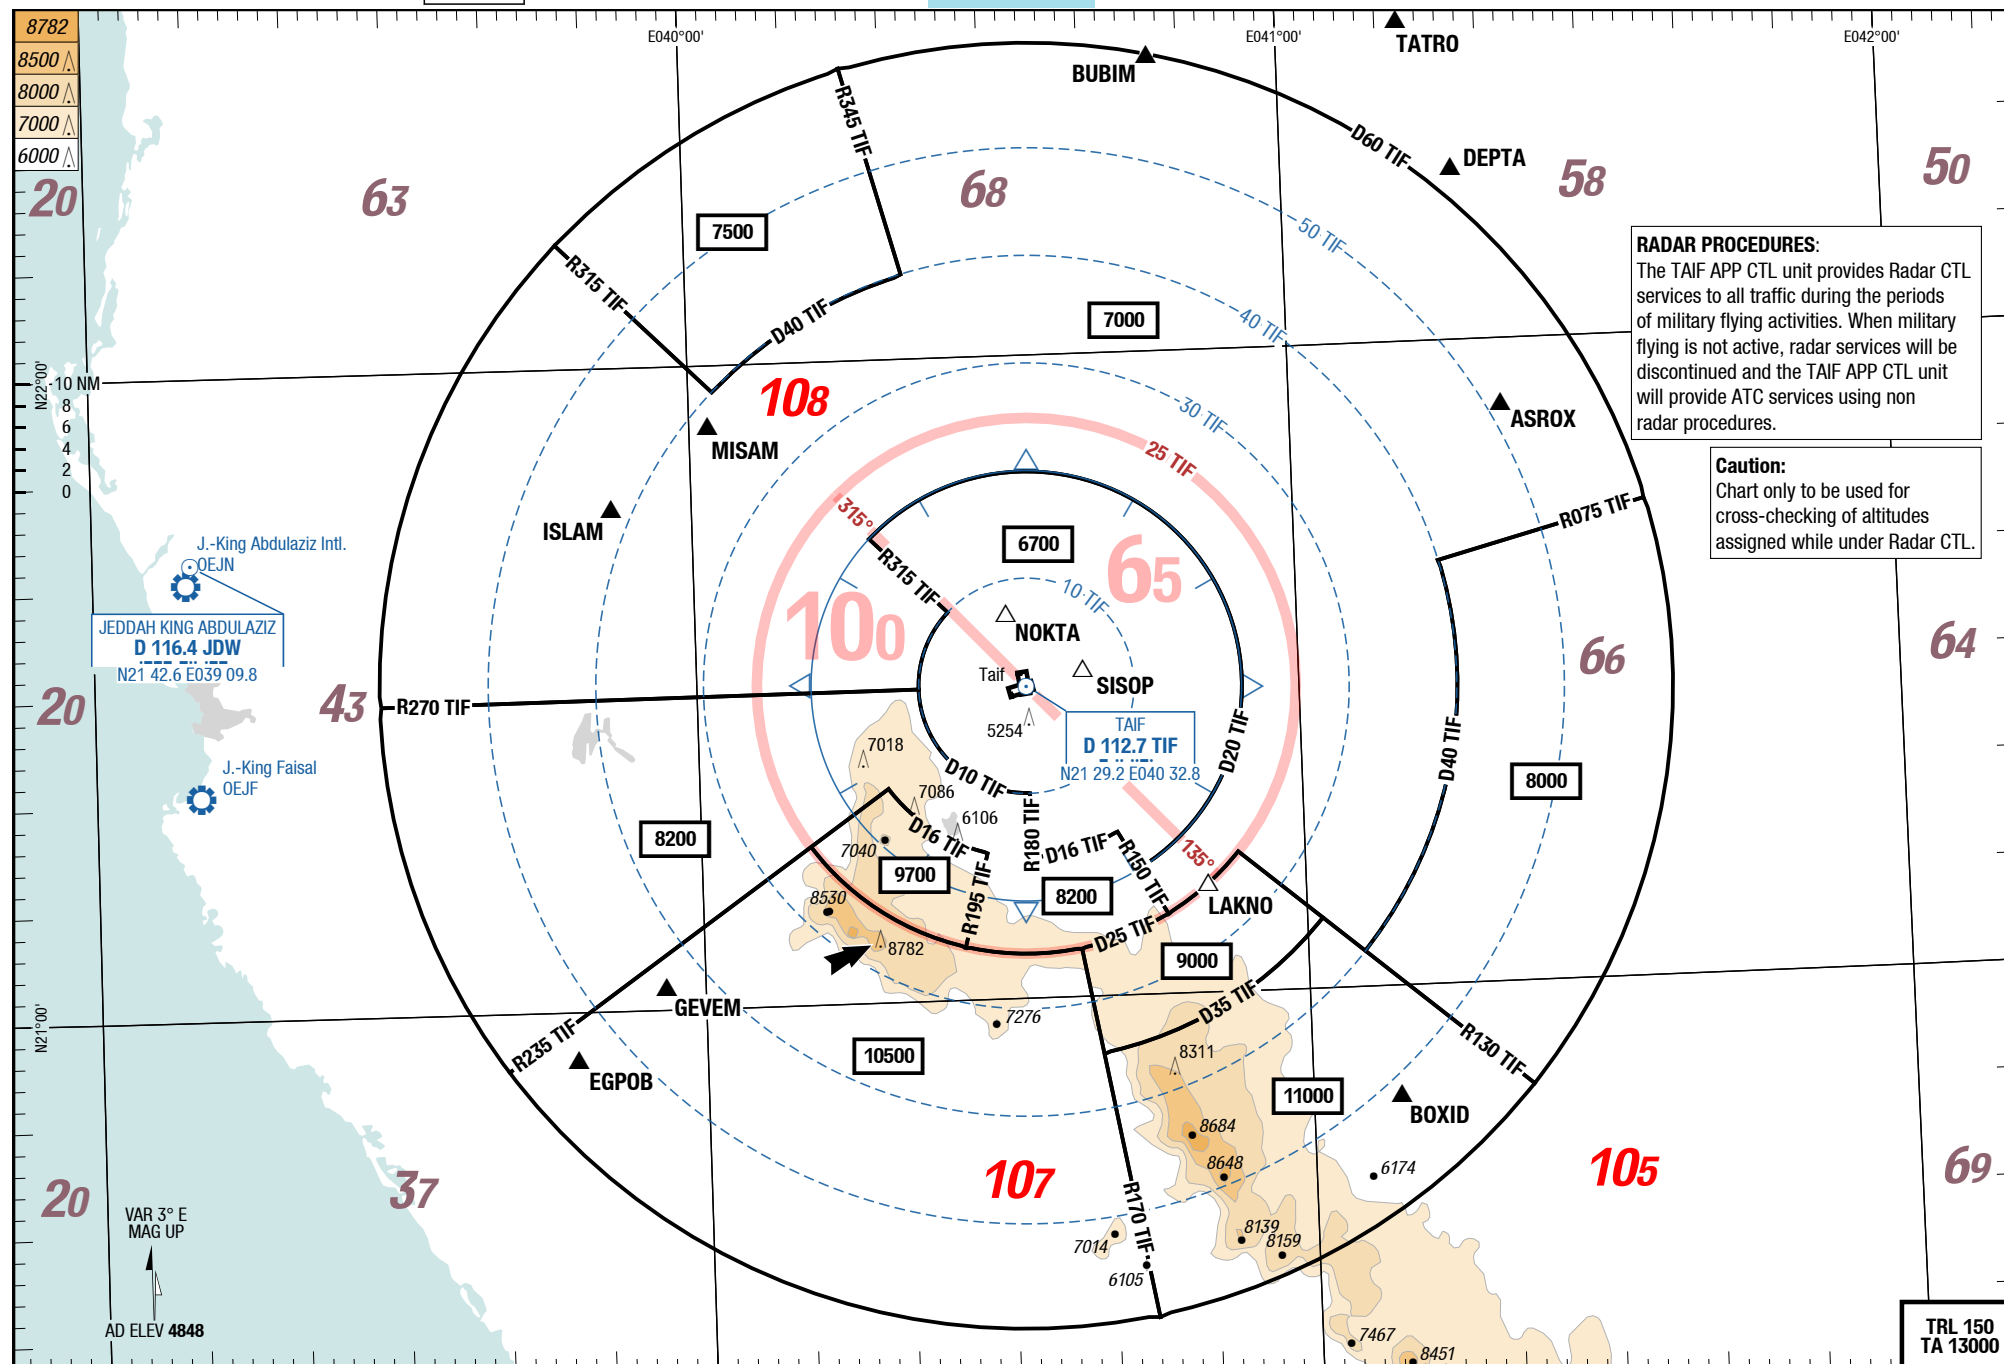 8782
8500
8000
7000
6000
E040°00'
E041°00'
E042°00'
TATRO
BUBIM
DEPTA
D60 TIF
R345 TIF
20
63
68
58
50
7500
50 TIF
R315 TIF
D40 TIF
7000
40 TIF
RADAR PROCEDURES:
The TAIF APP CTL unit provides Radar CTL
services to all traffic during the periods
of military flying activities. When military
flying is not active, radar services will be
discontinued and the TAIF APP CTL unit
will provide ATC services using non
radar procedures.
Caution:
Chart only to be used for
cross-checking of altitudes
assigned while under Radar CTL.
N22°00'
10 NM
8
6
4
2
0
108
30 TIF
ASROX
MISAM
25 TIF
ISLAM
315°
R075 TIF
J.-King Abdulaziz Intl.
OEJN
6700
65
R315 TIF
10 TIF
100
NOKTA
JEDDAH KING ABDULAZIZ
D 116.4 JDW
N21 42.6 E039 09.8
Taif
SISOP
66
64
20
43
R270 TIF
5254
TAIF
D 112.7 TIF
N21 29.2 E040 32.8
D20 TIF
D40 TIF
7018
J.-King Faisal
OEJF
D10 TIF
7086
6106
8000
8200
D16 TIF
R180 TIF
D16 TIF
R150 TIF
135°
7040
9700
8200
R195 TIF
LAKNO
8530
8782
D25 TIF
9000
GEVEM
D35 TIF
7276
N21°00'
R235 TIF
10500
R130 TIF
EGPOB
8311
11000
BOXID
8684
8648
6174
107
105
69
20
37
R170 TIF
VAR 3° E
MAG UP
8139
8159
7014
6105
AD ELEV 4848
7467
8451
TRL 150
TA 13000